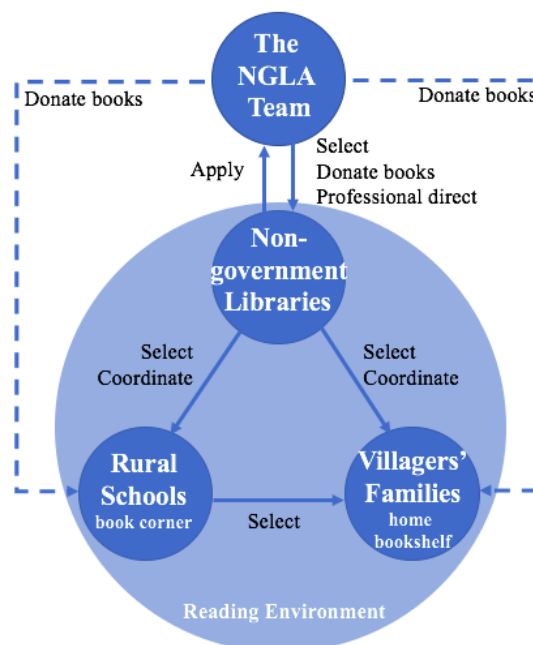 The
NGLA
Team
Donate books
Donate books
Select
Donate books
Professional direct
Apply
Non-
government
Libraries
Select
Coordinate
Select
Coordinate
Rural
Schools
book corner
Villagers’
Families
home
bookshelf
Select
Reading Environment